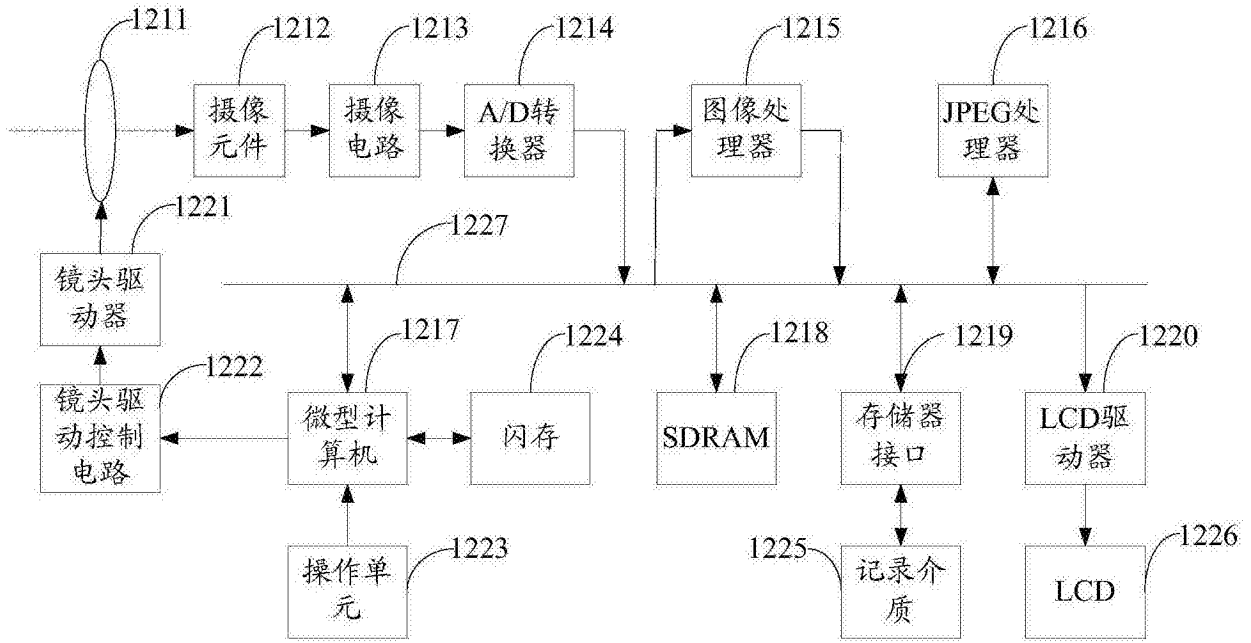 1211
1212
1213
1214
1215
1216
摄像
元件
摄像
电路
A/D转
换器
图像处
理器
JPEG处
理器
1221
1227
镜头驱
动器
1222
1217
1224
1218
1219
1220
镜头驱
动控制
电路
微型计
算机
闪存
SDRAM
存储器
接口
LCD驱
动器
1223
1225
1226
操作单
元
记录介
质
LCD